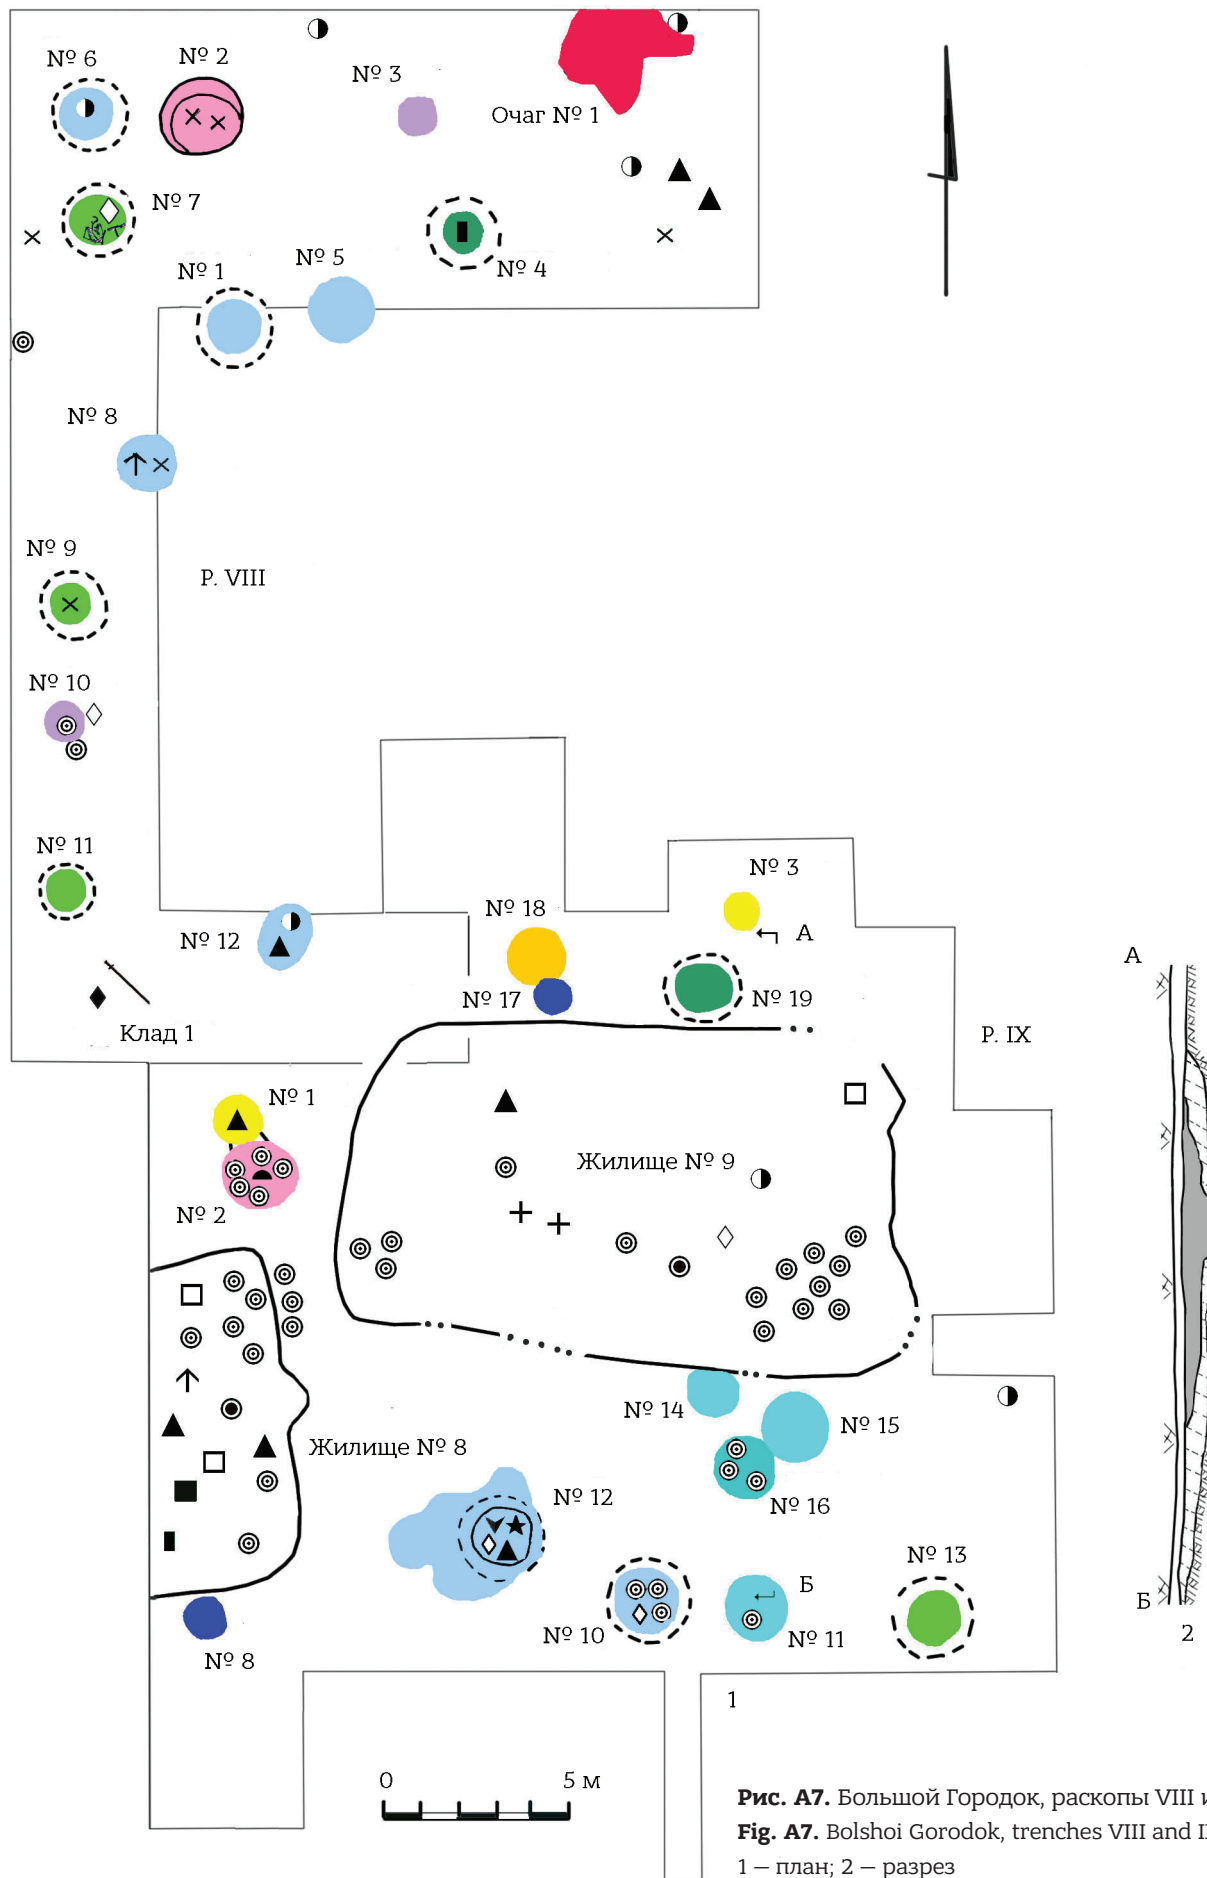 № 6
№ 2
№ 3
Очаг № 1
№ 7
№ 4
№ 1
№ 5
№ 8
№ 9
Р. VIII
№ 10
№ 11
№ 3
№ 18
А
№ 12
№ 17
№ 19
А
Клад 1
Р. IX
№ 1
Жилище № 9
№ 2
№ 14
№ 15
Жилище № 8
№ 12
№ 16
№ 13
Б
Б
№ 10
№ 11
2
№ 8
1
0 5 м
Рис. А7. Большой Городок, раскопы VIII и
Fig. A7. Bolshoi Gorodok, trenches VIII and
1 – план; 2 – разрез